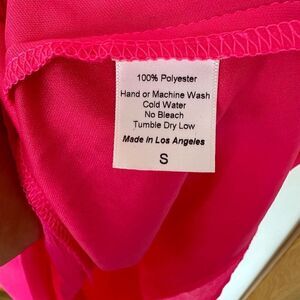 100% Polyester
Hand or Machine Wash
Cold Water
No Bleach
Tumble Dry Low
Made in Los Angeles
S